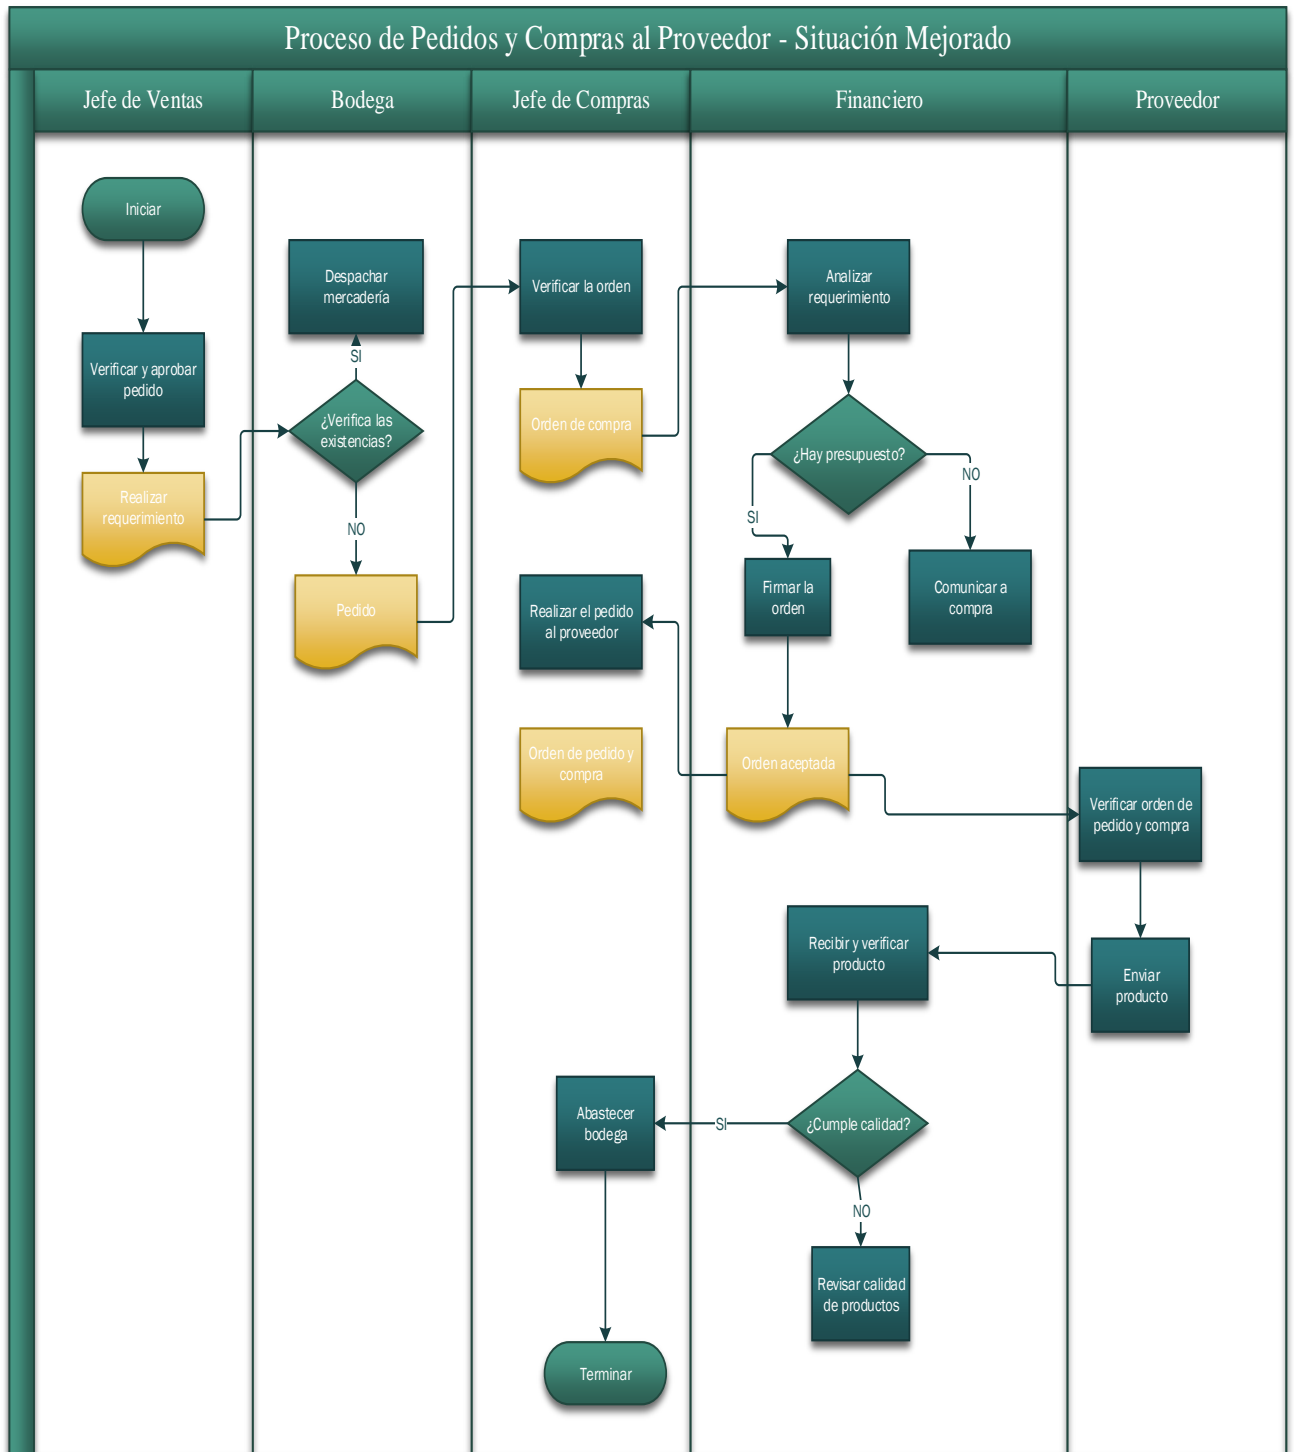 Proceso de Pedidos y Compras al Proveedor - Situación Mejorado
Jefe de Ventas
Bodega
Jefe de Compras
Financiero
Proveedor
Iniciar
Verificar y aprobar
pedido
Realizar
requerimiento
Despachar
mercadería
SI
¿Verifica las
existencias?
NO
Pedido
Verificar la orden
Orden de compra
Analizar
requerimiento
¿Hay presupuesto?
SI
NO
Firmar la
orden
Comunicar a
compra
Orden aceptada
Realizar el pedido
al proveedor
Orden de pedido y
compra
Verificar orden de
pedido y compra
Enviar
producto
Recibir y verificar
producto
¿Cumple calidad?
SI
NO
Abastecer
bodega
Revisar calidad
de productos
Terminar